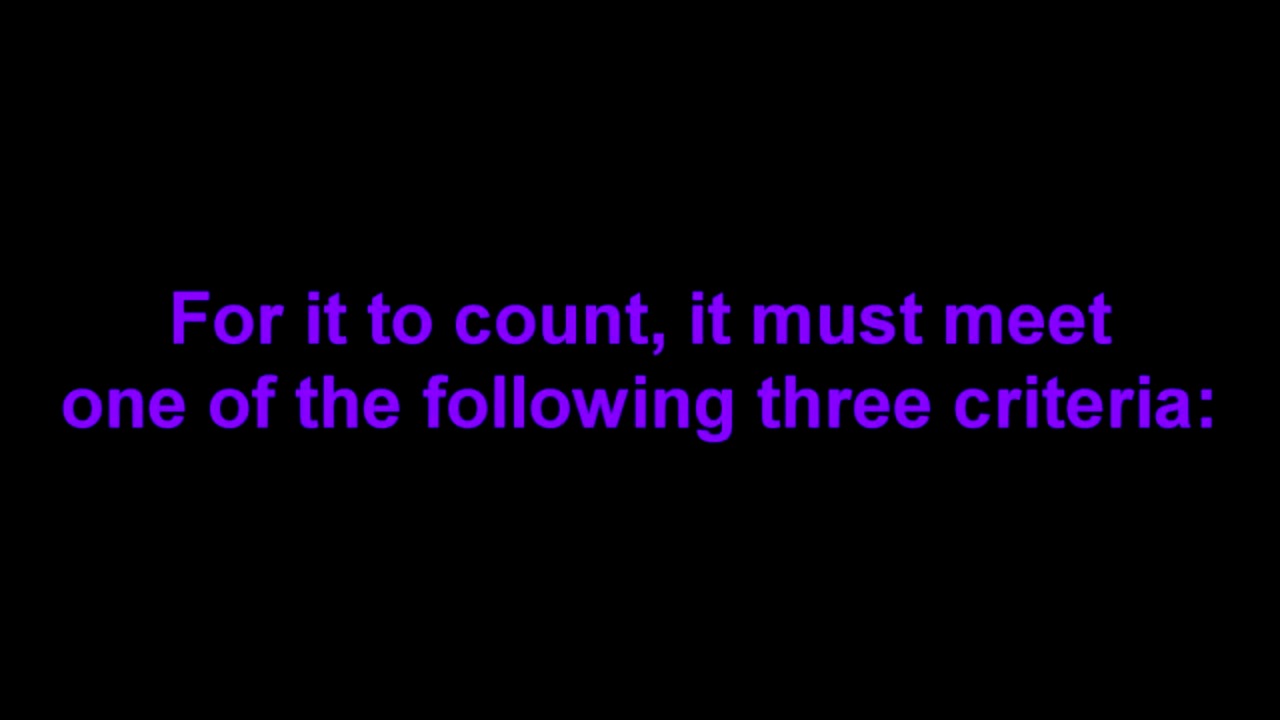 For it to count, it must meet
one of the following three criteria: